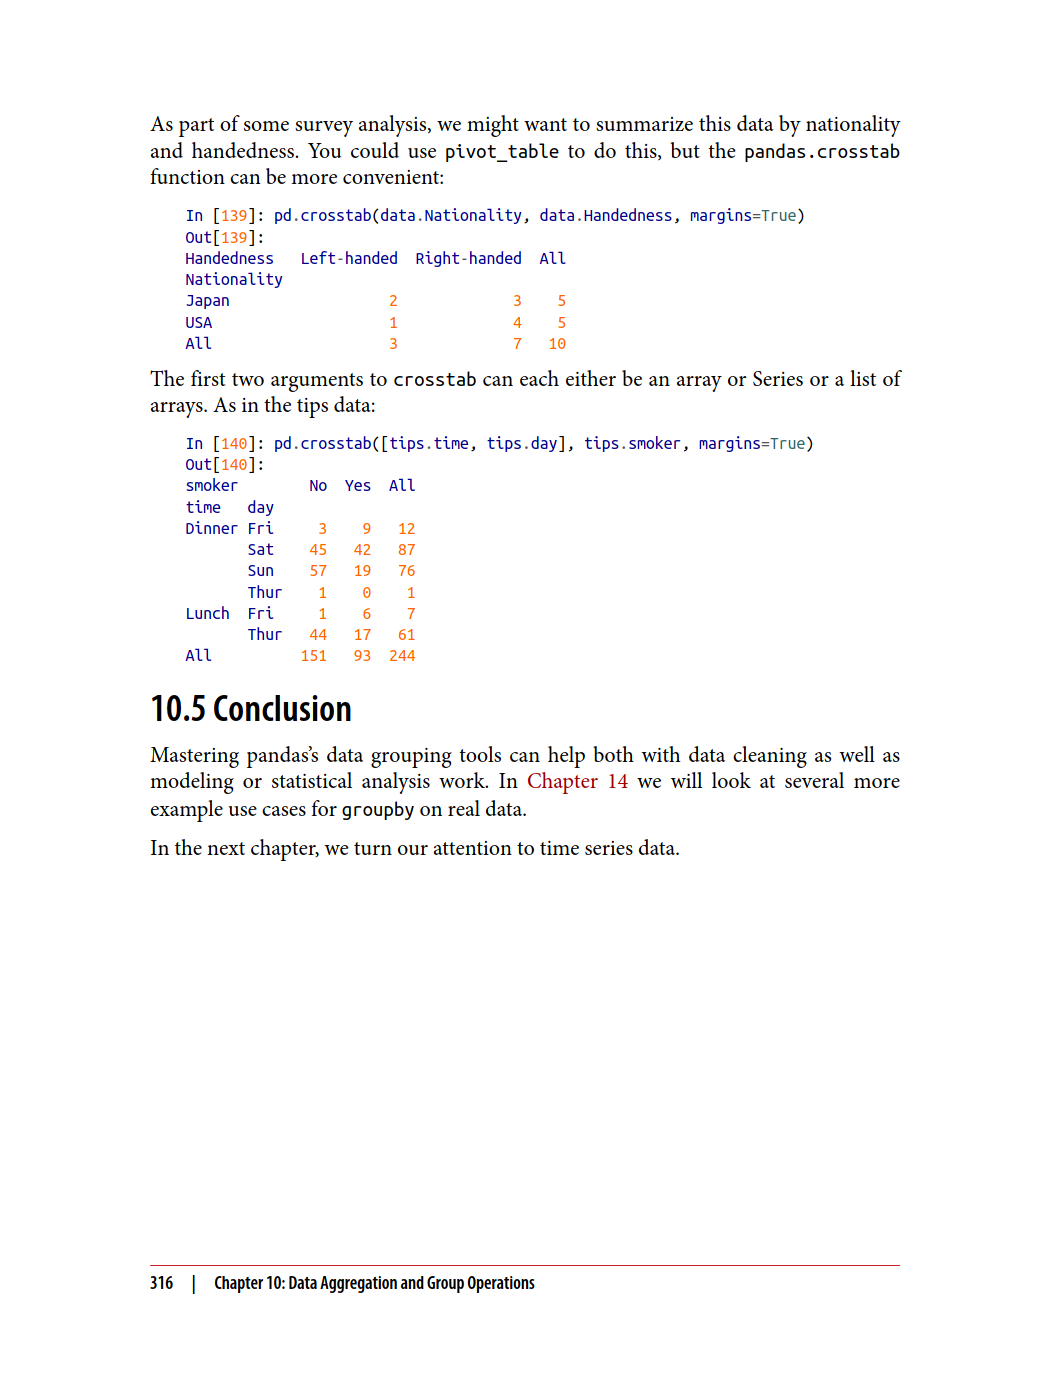 As part of some survey analysis, we might want to summarize this data by nationality
and handedness. You could use pivot_table to do this, but the pandas.crosstab
function can be more convenient:
In [139]: pd.crosstab(data.Nationality, data.Handedness, margins=True)
Out[139]:
Handedness   Left-handed  Right-handed  All
Nationality
Japan                  2             3    5
USA                    1             4    5
All                    3             7   10
The first two arguments to crosstab can each either be an array or Series or a list of
arrays. As in the tips data:
In [140]: pd.crosstab([tips.time, tips.day], tips.smoker, margins=True)
Out[140]:
smoker        No  Yes  All
time   day
Dinner Fri     3    9   12
       Sat    45   42   87
       Sun    57   19   76
       Thur    1    0    1
Lunch  Fri     1    6    7
       Thur   44   17   61
All          151   93  244
10.5 Conclusion
Mastering pandas’s data grouping tools can help both with data cleaning as well as
modeling or statistical analysis work. In Chapter 14 we will look at several more
example use cases for groupby on real data.
In the next chapter, we turn our attention to time series data.
316 | Chapter 10: Data Aggregation and Group Operations